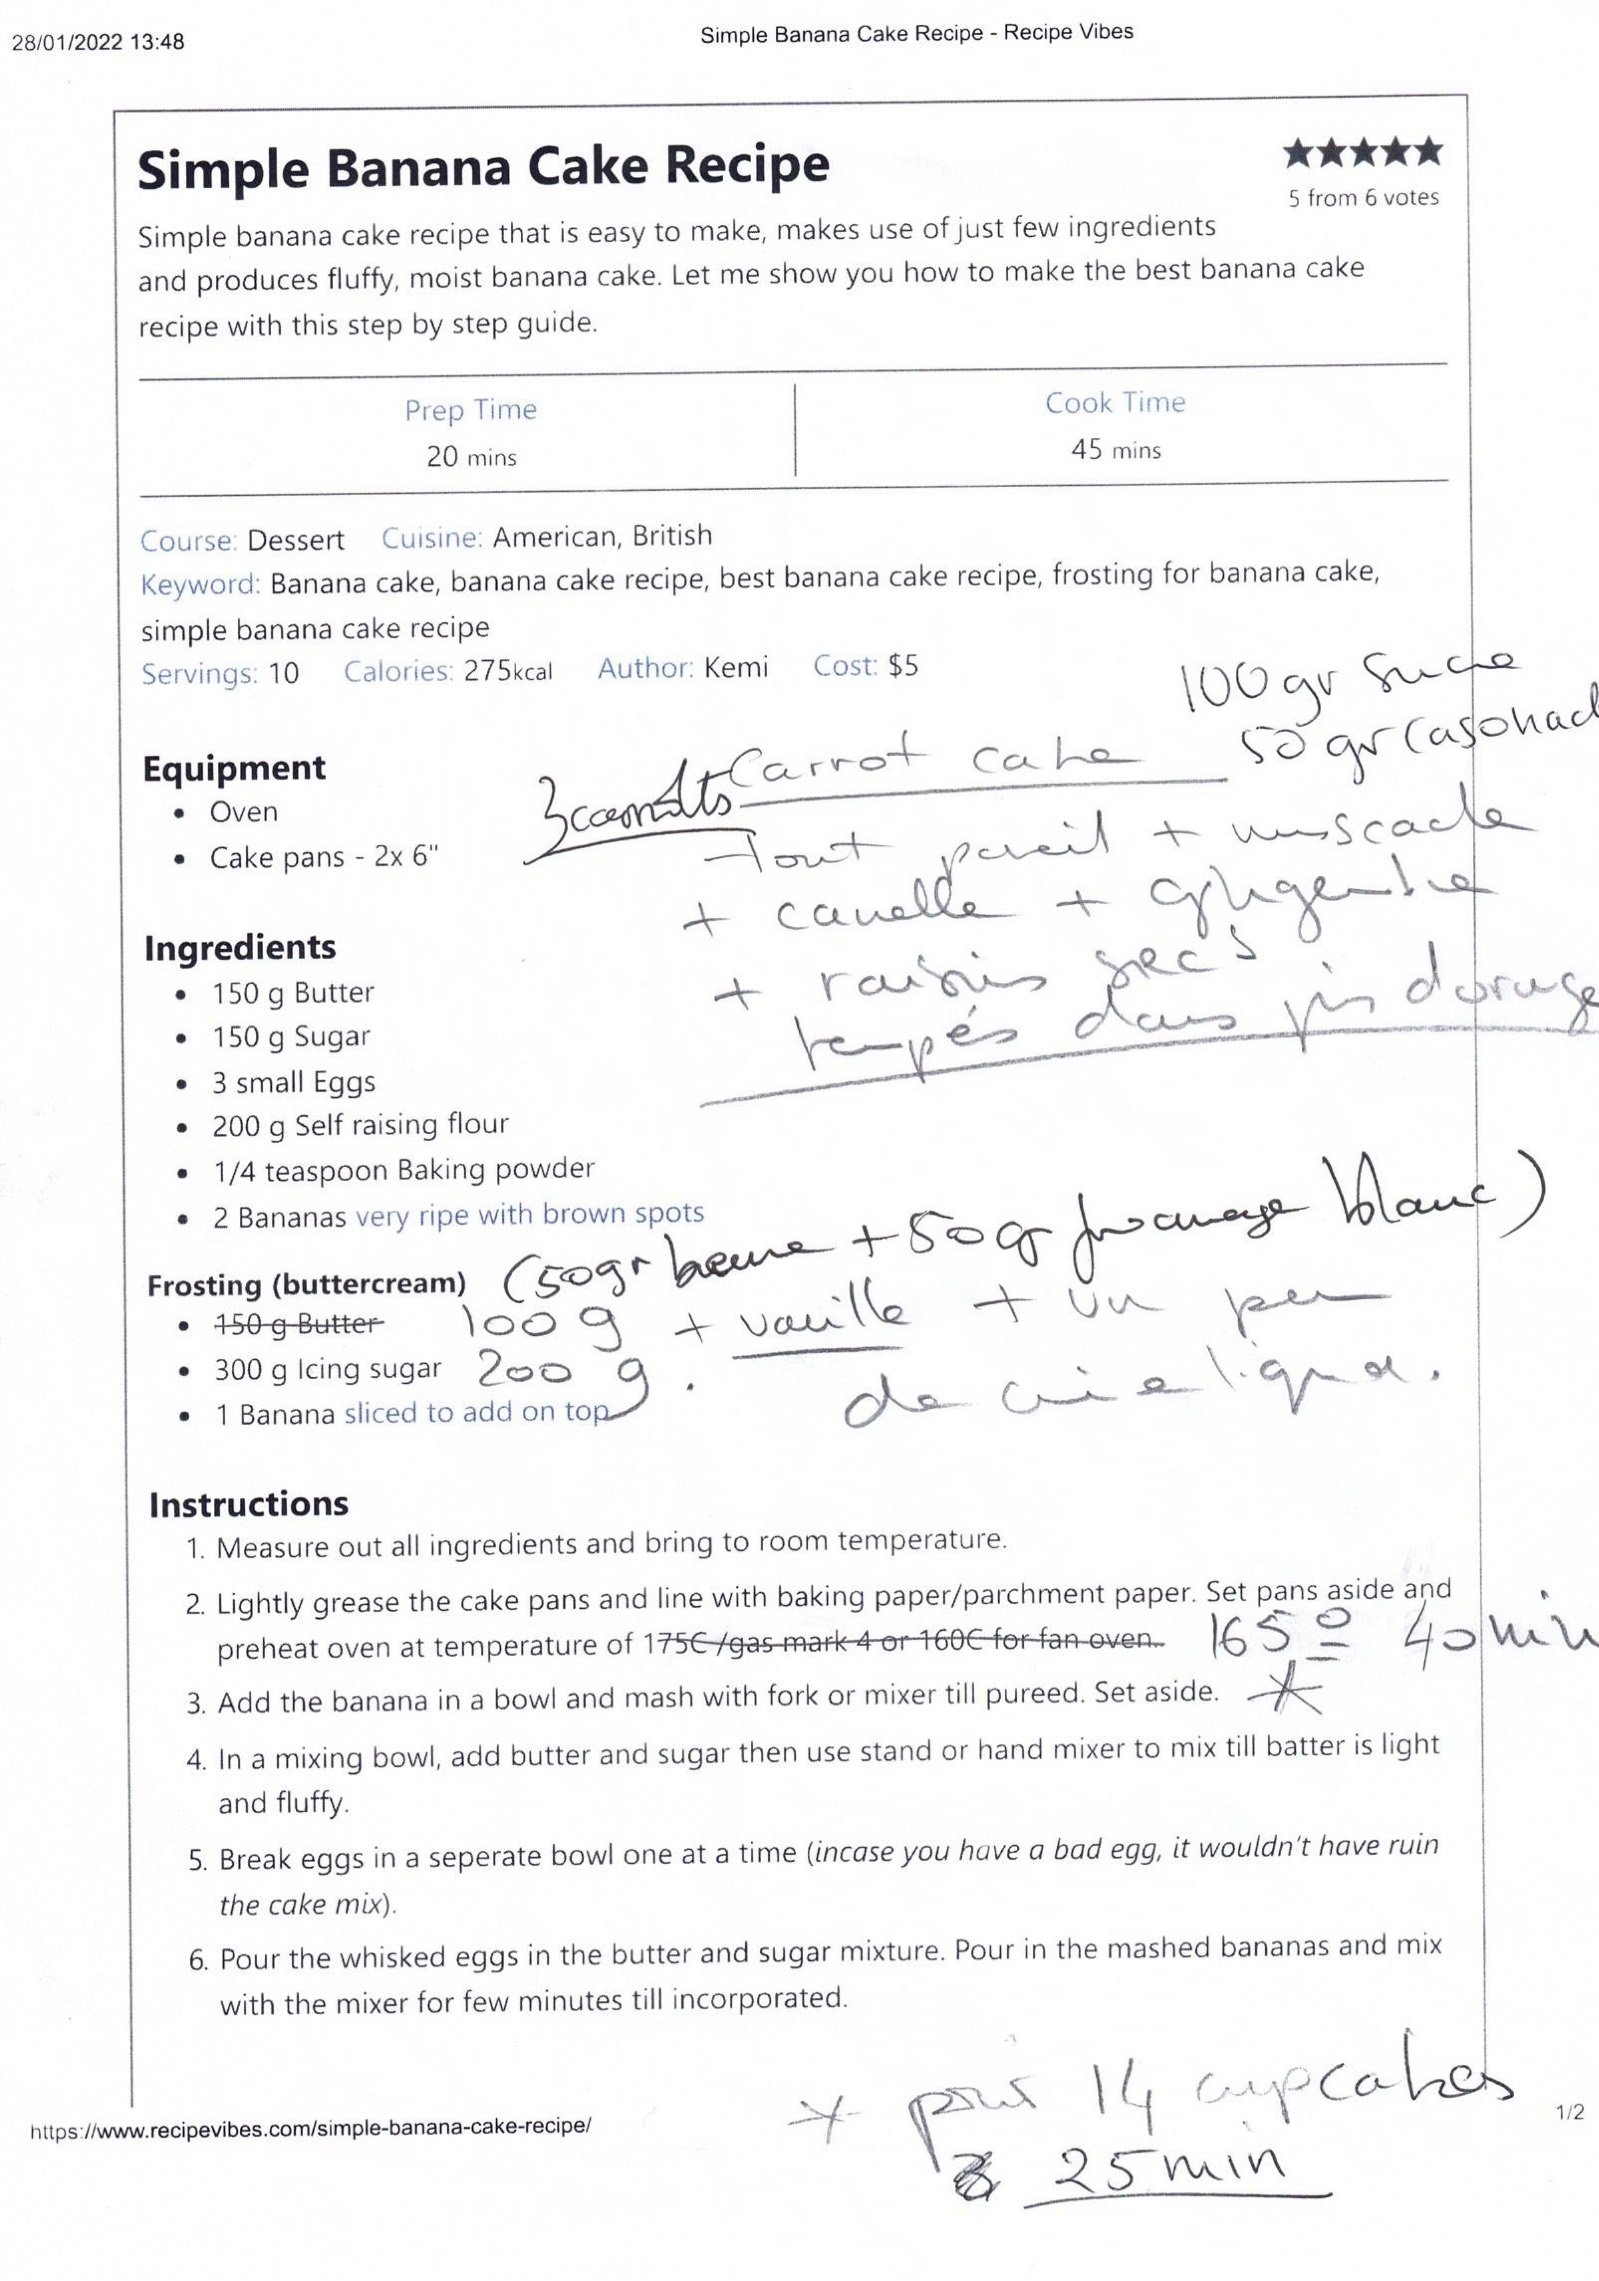 28/01/2022 13:48
Simple Banana Cake Recipe - Recipe Vibes
Simple Banana Cake Recipe
★★★★★
5 from 6 votes
Simple banana cake recipe that is easy to make, makes use of just few ingredients
and produces fluffy, moist banana cake. Let me show you how to make the best banana cake
recipe with this step by step guide.
Prep Time
20 mins
Cook Time
45 mins
Course: Dessert Cuisine: American, British
Keyword: Banana cake, banana cake recipe, best banana cake recipe, frosting for banana cake,
simple banana cake recipe
Servings: 10 Calories: 275kcal Author: Kemi Cost: $5
100 gr sucre
50 gr casonad
Equipment
• Oven
• Cake pans - 2x 6"
3 carotts Carrot cake
Tout pareil + muscade
+ canelle + gingembre
+ raisins secs
trempés dans jus dorange
Ingredients
• 150 g Butter
• 150 g Sugar
• 3 small Eggs
• 200 g Self raising flour
• 1/4 teaspoon Baking powder
• 2 Bananas very ripe with brown spots
Frosting (buttercream) (50gr beurre + 50gr fromage blanc)
• 150 g Butter 100 g + vanille + un peu
• 300 g Icing sugar 200 g. de crème liquide.
• 1 Banana sliced to add on top
Instructions
1. Measure out all ingredients and bring to room temperature.
2. Lightly grease the cake pans and line with baking paper/parchment paper. Set pans aside and
preheat oven at temperature of 175C /gas mark 4 or 160C for fan oven. 165º 40 min
3. Add the banana in a bowl and mash with fork or mixer till pureed. Set aside. *
4. In a mixing bowl, add butter and sugar then use stand or hand mixer to mix till batter is light
and fluffy.
5. Break eggs in a seperate bowl one at a time (incase you have a bad egg, it wouldn't have ruin
the cake mix).
6. Pour the whisked eggs in the butter and sugar mixture. Pour in the mashed bananas and mix
with the mixer for few minutes till incorporated.
* pour 14 cupcakes
25 min
https://www.recipevibes.com/simple-banana-cake-recipe/
1/2